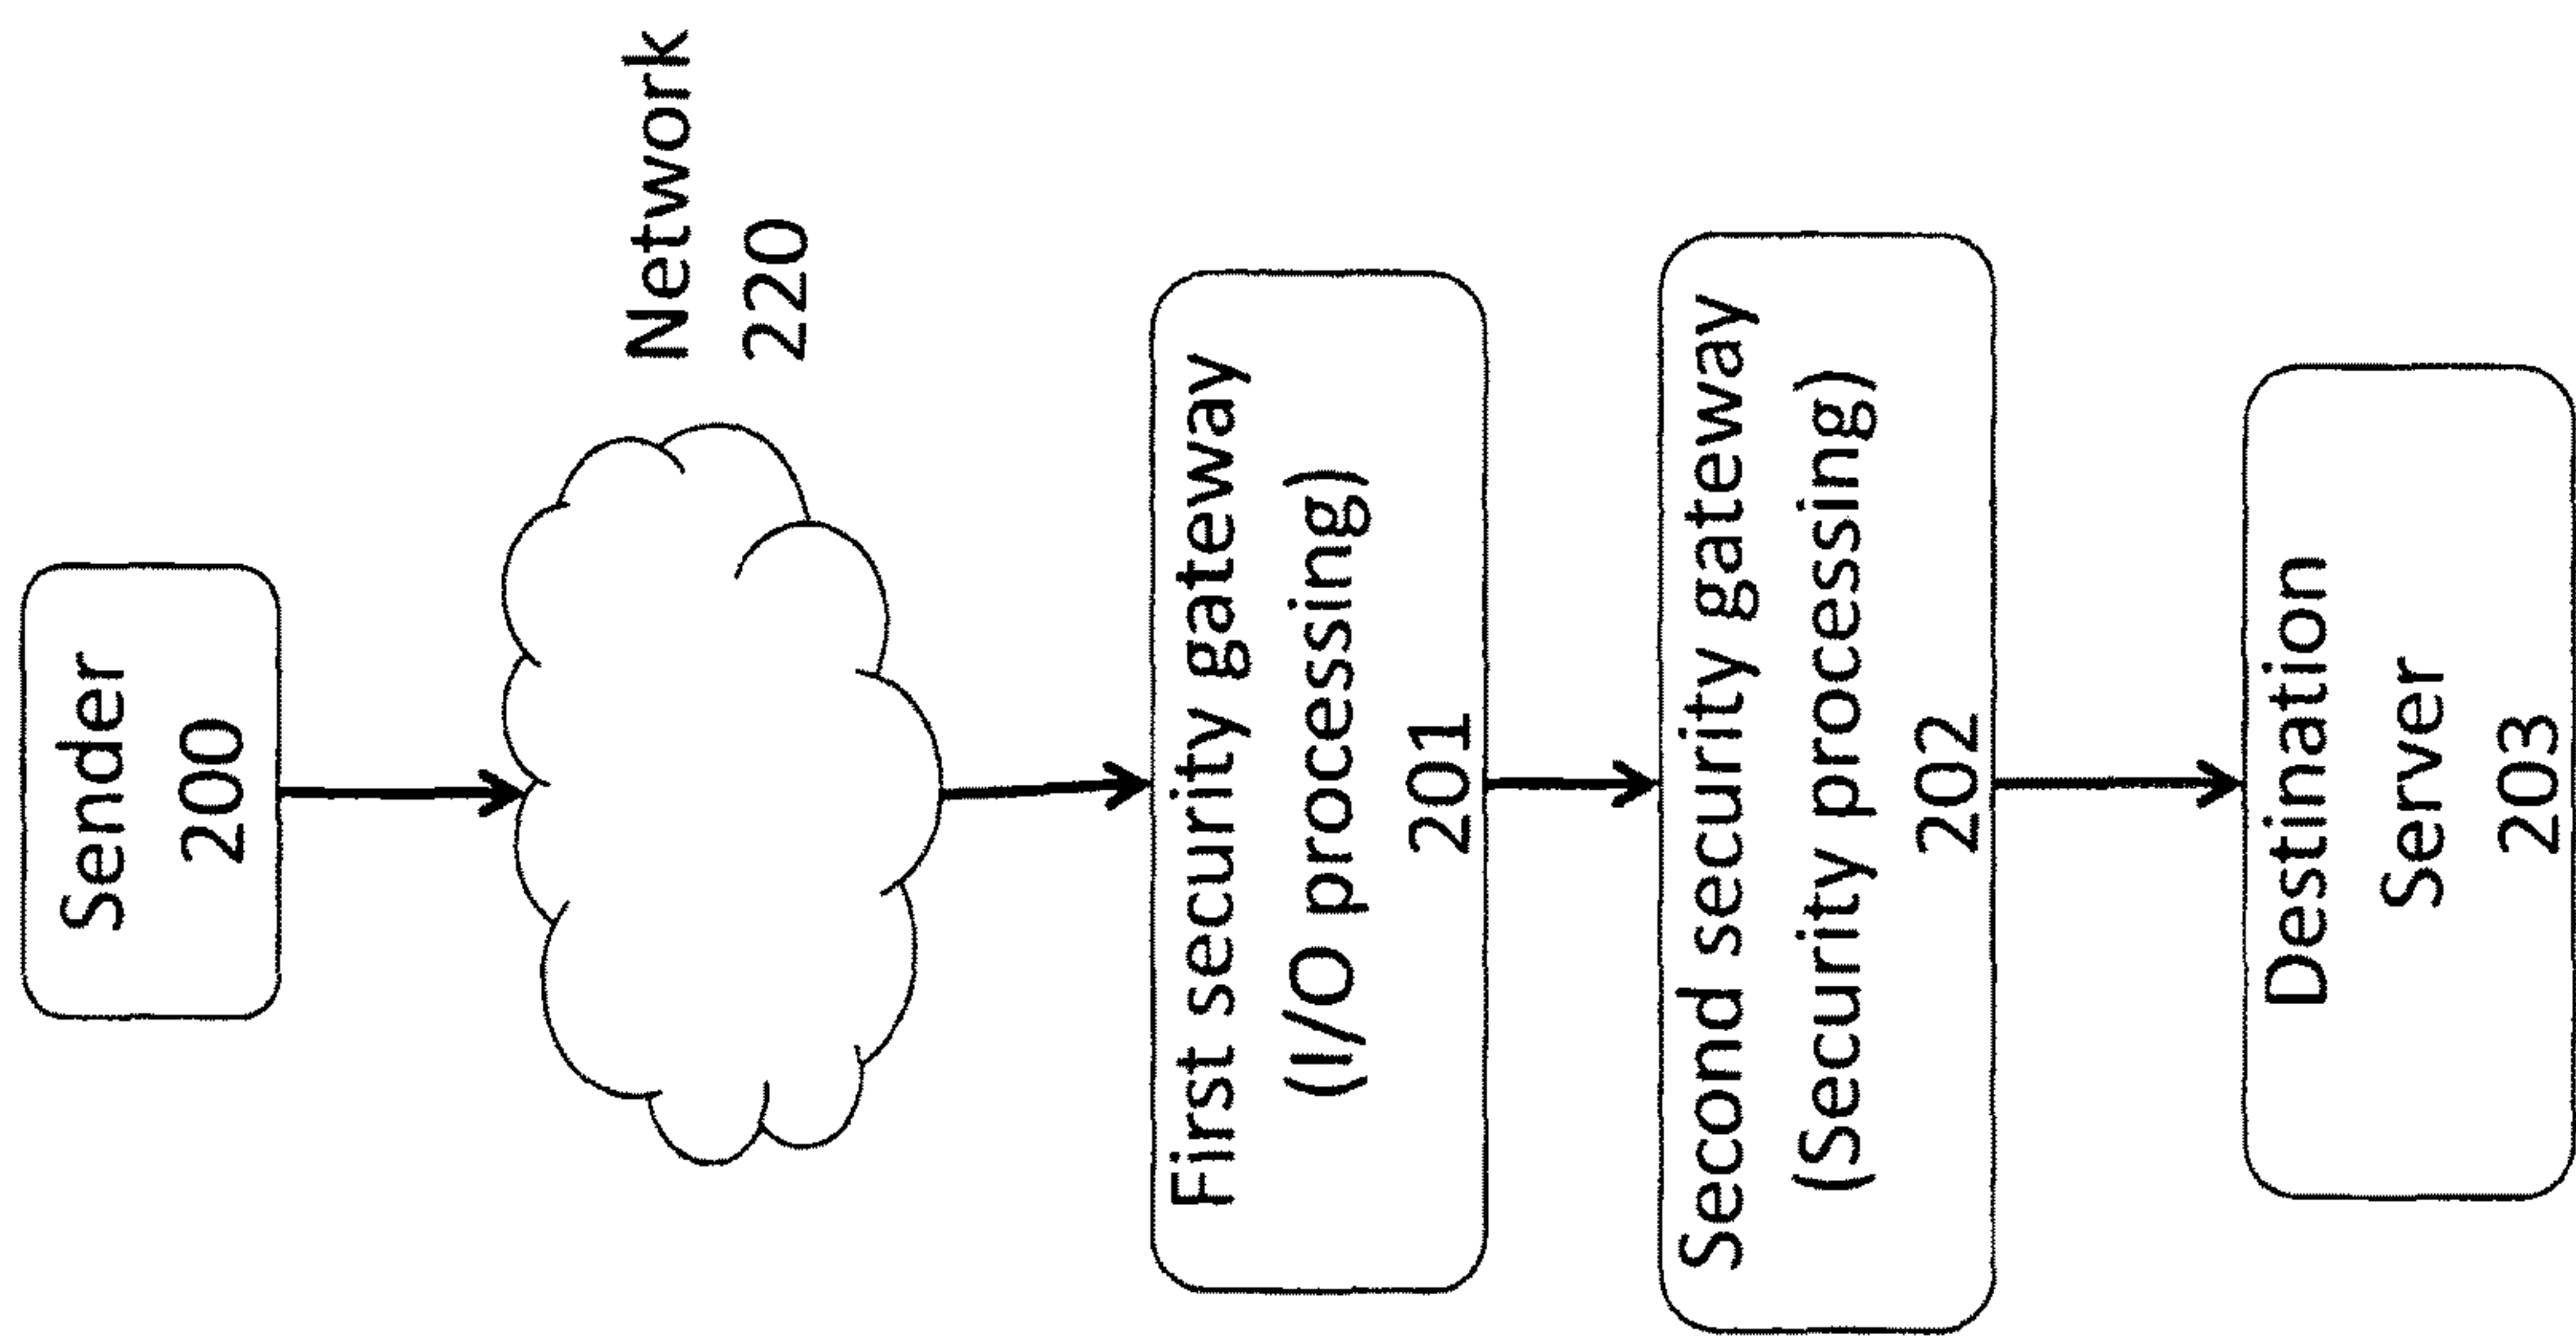 Sender
200
Network
220
First security gateway
(I/O processing)
201
Second security gateway
(Security processing)
202
Destination
Server
203